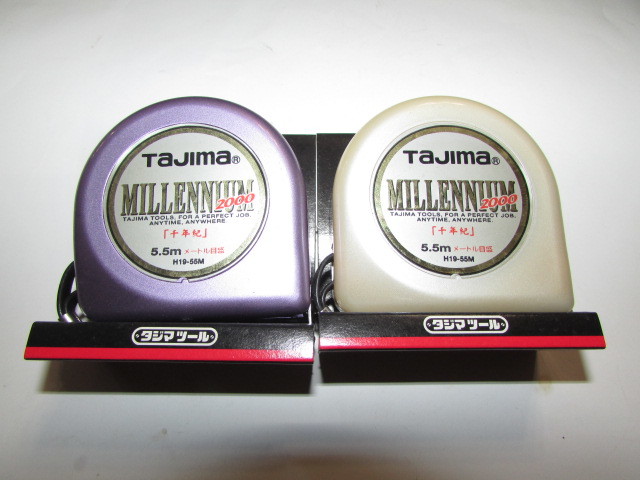 TaJima®
MILLENNIUM
2000
TAJIMA TOOLS, FOR A PERFECT JOB.
ANYTIME, ANYWHERE
「千年紀」
5.5m メートル目盛
H19-55M
タジマツール
TaJima®
MILLENNIUM
2000
TAJIMA TOOLS, FOR A PERFECT JOB.
ANYTIME, ANYWHERE
「千年紀」
5.5m メートル目盛
H19-55M
タジマツール